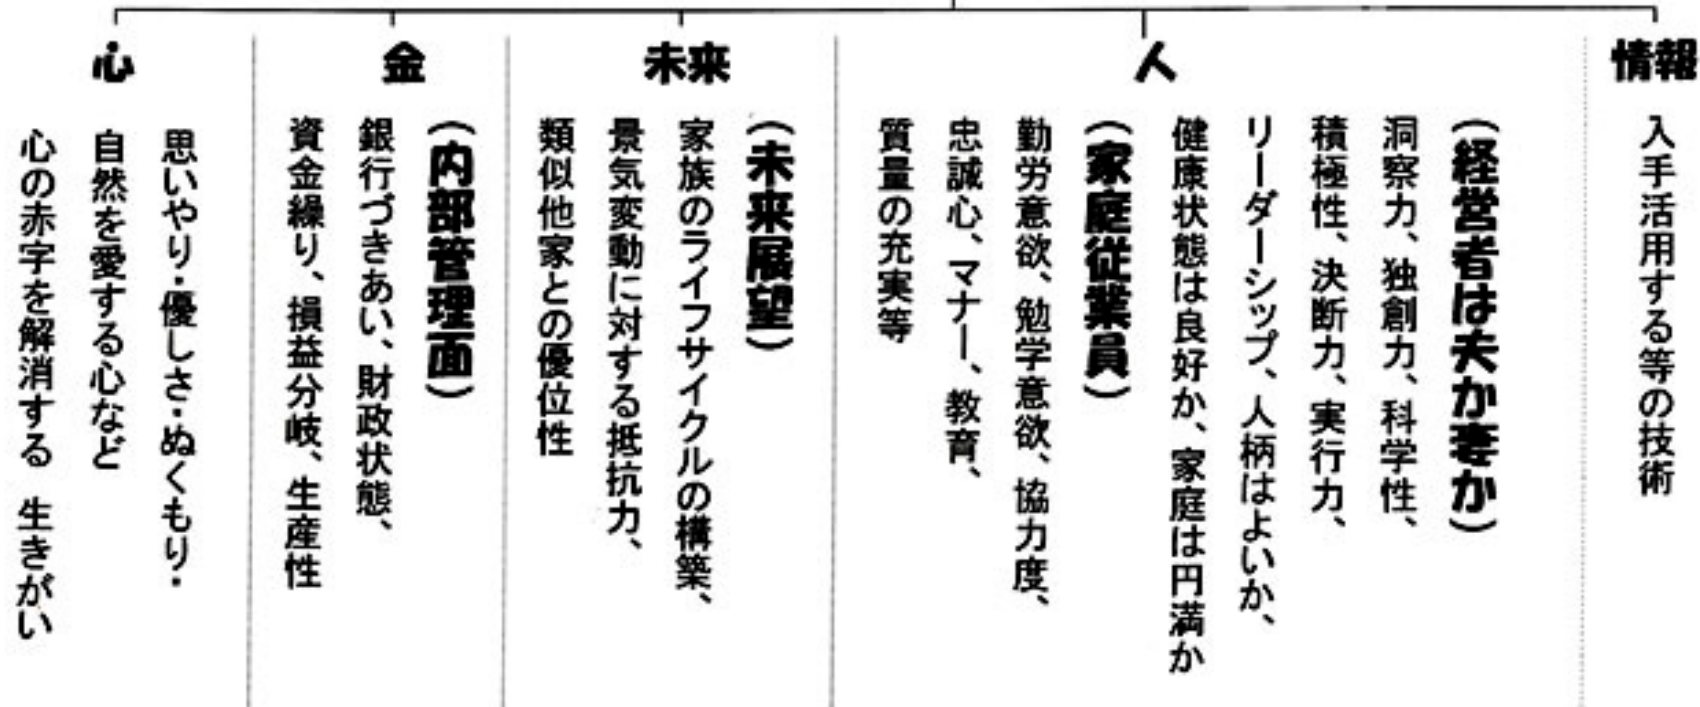 情報
入手活用する等の技術
人
(経営者は夫か妻か)
洞察力、独創力、科学性、
積極性、決断力、実行力、
リーダーシップ、人柄はよいか、
健康状態は良好か、家庭は円満か
(家庭従業員)
勤労意欲、勉学意欲、協力度、
忠誠心、マナー、教育、
質量の充実等
未来
(未来展望)
家族のライフサイクルの構築、
景気変動に対する抵抗力、
類似他家との優位性
金
(内部管理面)
銀行づきあい、財政状態、
資金繰り、損益分岐、生産性
心
思いやり・優しさ・ぬくもり・
自然を愛する心など
心の赤字を解消する 生きがい